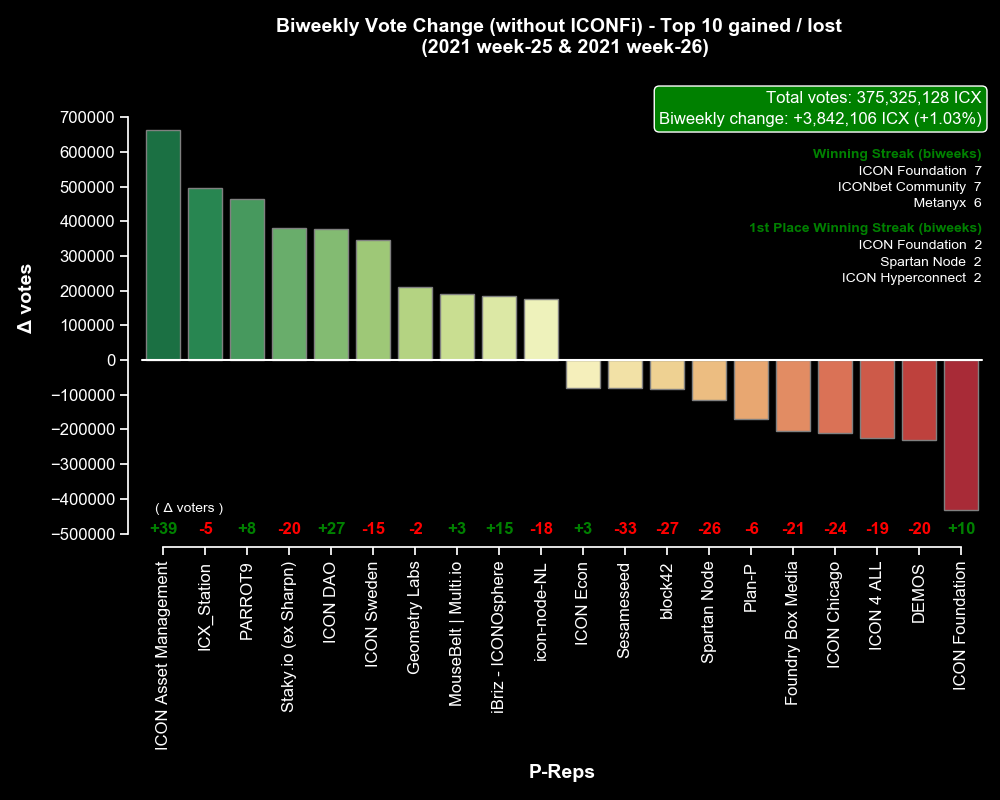 Biweekly Vote Change (without ICONFi) - Top 10 gained / lost
(2021 week-25 & 2021 week-26)
Total votes: 375,325,128 ICX
Biweekly change: +3,842,106 ICX (+1.03%)
Winning Streak (biweeks)
ICON Foundation 7
ICONbet Community 7
Metanyx 6
1st Place Winning Streak (biweeks)
ICON Foundation 2
Spartan Node 2
ICON Hyperconnect 2
Δ votes
700000
600000
500000
400000
300000
200000
100000
0
−100000
−200000
−300000
−400000
−500000
( Δ voters )
+39 -5 +8 -20 +27 -15 -2 +3 +15 -18 +3 -33 -27 -26 -6 -21 -24 -19 -20 +10
ICON Asset Management
ICX_Station
PARROT9
Staky.io (ex Sharpn)
ICON DAO
ICON Sweden
Geometry Labs
MouseBelt | Multi.io
iBriz - ICONOsphere
icon-node-NL
ICON Econ
Sesameseed
block42
Spartan Node
Plan-P
Foundry Box Media
ICON Chicago
ICON 4 ALL
DEMOS
ICON Foundation
P-Reps